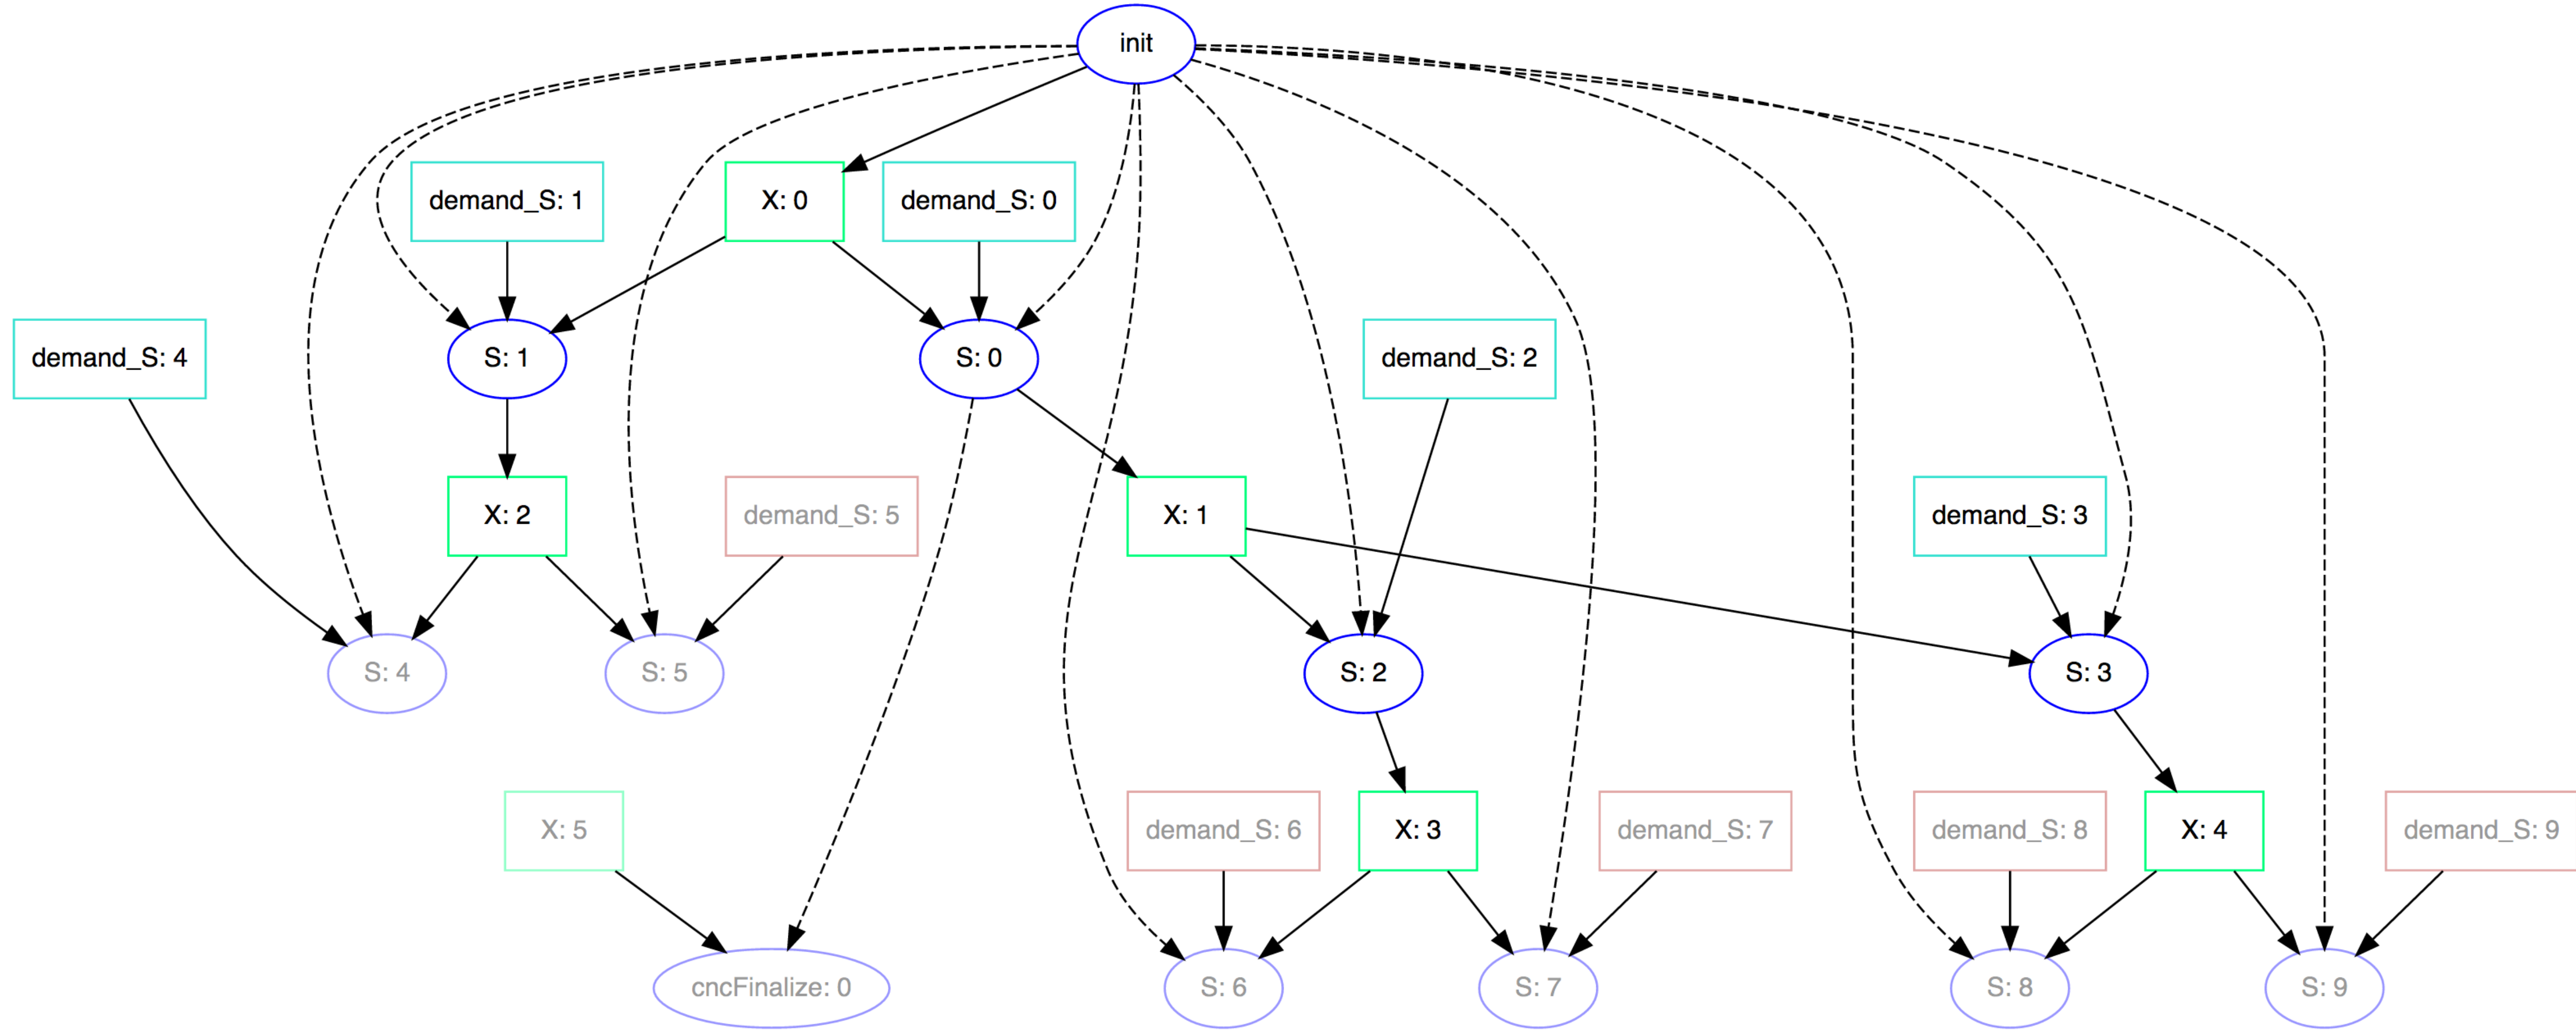 init
demand_S: 1
X: 0
demand_S: 0
demand_S: 4
S: 1
S: 0
demand_S: 2
X: 2
demand_S: 5
X: 1
demand_S: 3
S: 4
S: 5
S: 2
S: 3
X: 5
demand_S: 6
X: 3
demand_S: 7
demand_S: 8
X: 4
demand_S: 9
cncFinalize: 0
S: 6
S: 7
S: 8
S: 9